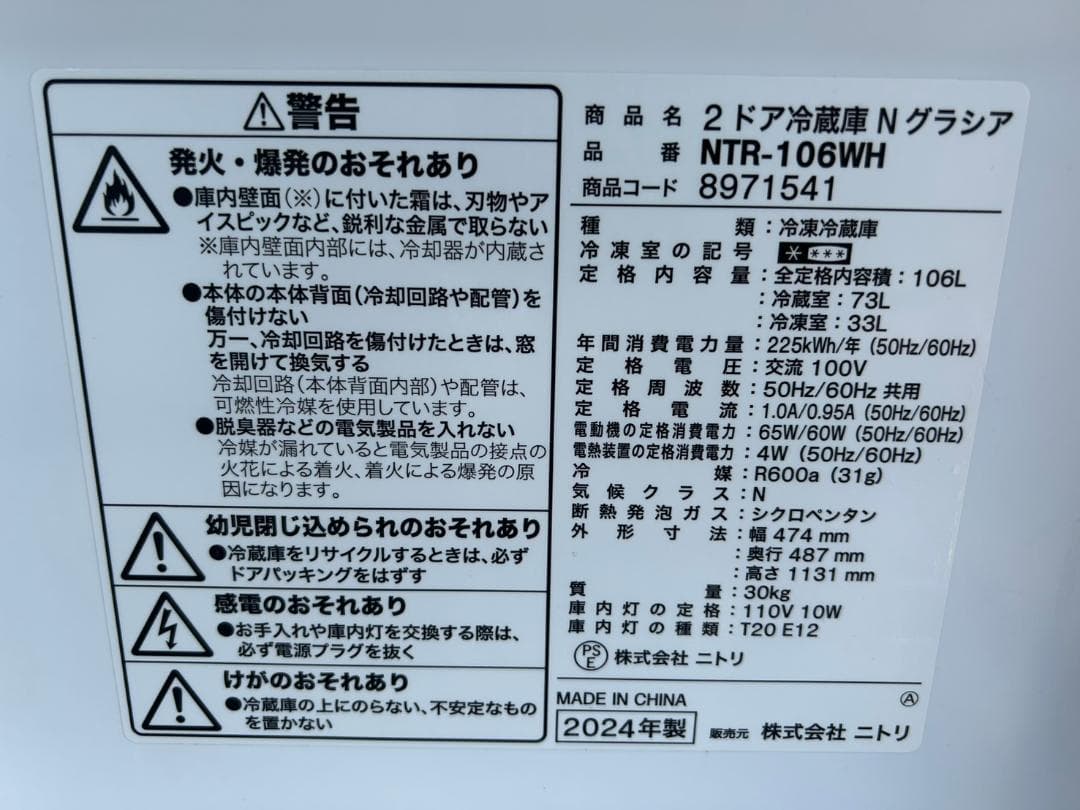 ⚠警告
発火・爆発のおそれあり
●庫内壁面(※)に付いた霜は、刃物やア
イスピックなど、鋭利な金属で取らない
※庫内壁面内部には、冷却器が内蔵さ
れています。
●本体の本体背面(冷却回路や配管)を
傷付けない
万一、冷却回路を傷付けたときは、窓
を開けて換気する
冷却回路(本体背面内部)や配管は、
可燃性冷媒を使用しています。
●脱臭器などの電気製品を入れない
冷媒が漏れていると電気製品の接点の
火花による着火、着火による爆発の原
因になります。
幼児閉じ込められのおそれあり
●冷蔵庫をリサイクルするときは、必ず
ドアパッキングをはずす
感電のおそれあり
●お手入れや庫内灯を交換する際は、
必ず電源プラグを抜く
けがのおそれあり
●冷蔵庫の上にのらない、不安定なもの
を置かない
商品名 2ドア冷蔵庫 N グラシア
品番 NTR-106WH
商品コード 8971541
種類:冷凍冷蔵庫
冷凍室の記号 * ***
定格内容量:全定格内容積:106L
:冷蔵室:73L
:冷凍室:33L
年間消費電力量:225kWh/年 (50Hz/60Hz)
定格電圧:交流 100V
定格周波数:50Hz/60Hz 共用
定格電流:1.0A/0.95A (50Hz/60Hz)
電動機の定格消費電力:65W/60W (50Hz/60Hz)
電熱装置の定格消費電力:4W (50Hz/60Hz)
冷媒:R600a (31g)
気候クラス:N
断熱発泡ガス:シクロペンタン
外形寸法:幅 474 mm
:奥行 487 mm
:高さ 1131 mm
質量:30kg
庫内灯の定格:110V 10W
庫内灯の種類:T20 E12
PSE 株式会社 ニトリ
MADE IN CHINA Ⓐ
2024年製 販売元 株式会社 ニトリ